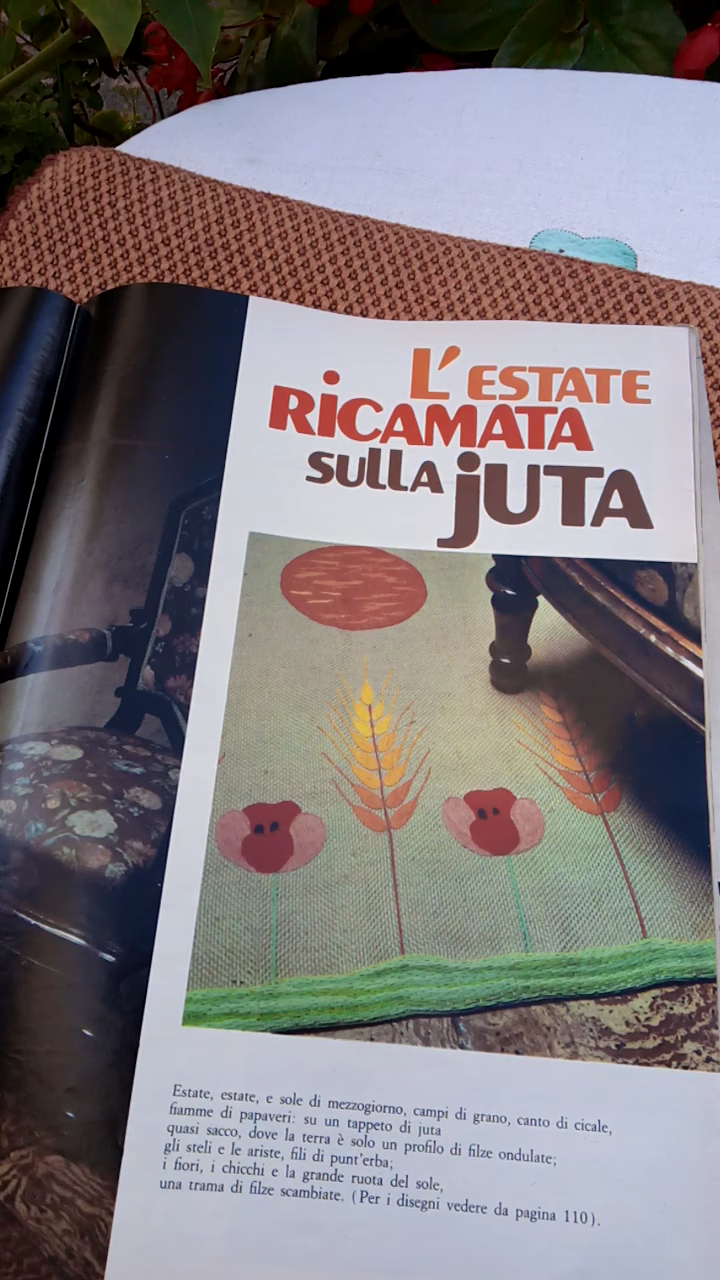 L'ESTATE
RICAMATA
SULLA JUTA
Estate, estate, e sole di mezzogiorno, campi di grano, canto di cicale,
fiamme di papaveri: su un tappeto di juta
quasi sacco, dove la terra è solo un profilo di filze ondulate;
gli steli e le ariste, fili di punt'erba;
i fiori, i chicchi e la grande ruota del sole,
una trama di filze scambiate. (Per i disegni vedere da pagina 110).